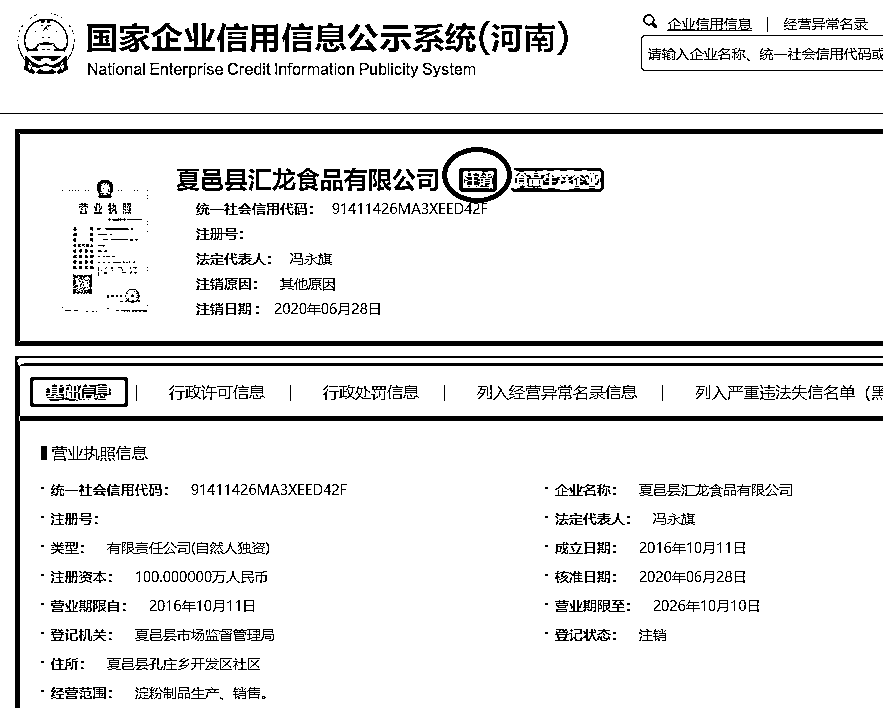 国家企业信用信息公示系统(河南)
National Enterprise Credit Information Publicity System
企业信用信息 | 经营异常名录
请输入企业名称、统一社会信用代码或
夏邑县汇龙食品有限公司 注销 食品生产企业
营业执照
统一社会信用代码： 91411426MA3XEED42F
注册号：
法定代表人： 冯永旗
注销原因： 其他原因
注销日期： 2020年06月28日
基础信息 | 行政许可信息 | 行政处罚信息 | 列入经营异常名录信息 | 列入严重违法失信名单（黑
营业执照信息
· 统一社会信用代码： 91411426MA3XEED42F
· 企业名称： 夏邑县汇龙食品有限公司
· 注册号：
· 法定代表人： 冯永旗
· 类型： 有限责任公司(自然人独资)
· 成立日期： 2016年10月11日
· 注册资本： 100.000000万人民币
· 核准日期： 2020年06月28日
· 营业期限自： 2016年10月11日
· 营业期限至： 2026年10月10日
· 登记机关： 夏邑县市场监督管理局
· 登记状态： 注销
· 住所： 夏邑县孔庄乡开发区社区
· 经营范围： 淀粉制品生产、销售。